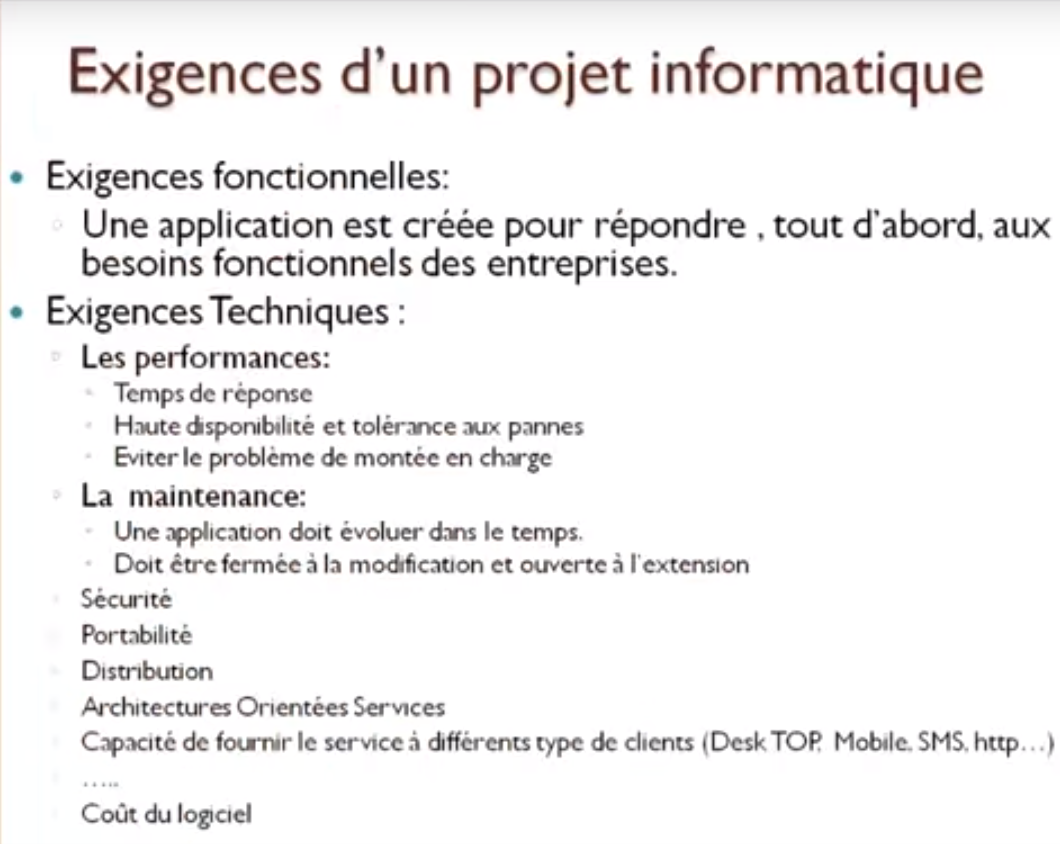 Exigences d'un projet informatique
Exigences fonctionnelles:
Une application est créée pour répondre , tout d'abord, aux
besoins fonctionnels des entreprises.
Exigences Techniques :
Les performances:
Temps de réponse
Haute disponibilité et tolérance aux pannes
Eviter le problème de montée en charge
La maintenance:
Une application doit évoluer dans le temps.
Doit être fermée à la modification et ouverte à l'extension
Sécurité
Portabilité
Distribution
Architectures Orientées Services
Capacité de fournir le service à différents type de clients (Desk TOP, Mobile, SMS, http…)
…..
Coût du logiciel